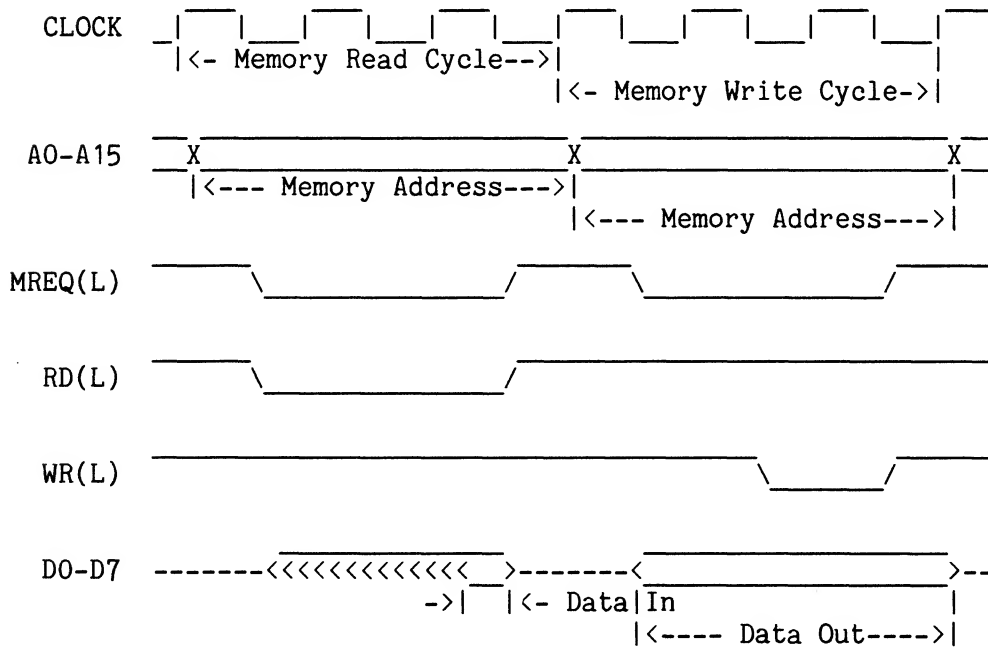 CLOCK
|<- Memory Read Cycle-->|
|<- Memory Write Cycle->|
A0-A15 X X X
|<--- Memory Address--->|
|<--- Memory Address--->|
MREQ(L)
RD(L)
WR(L)
D0-D7 -------<<<<<<<<<<<<< >-------< >--
->| |<- Data|In
|<---- Data Out---->|